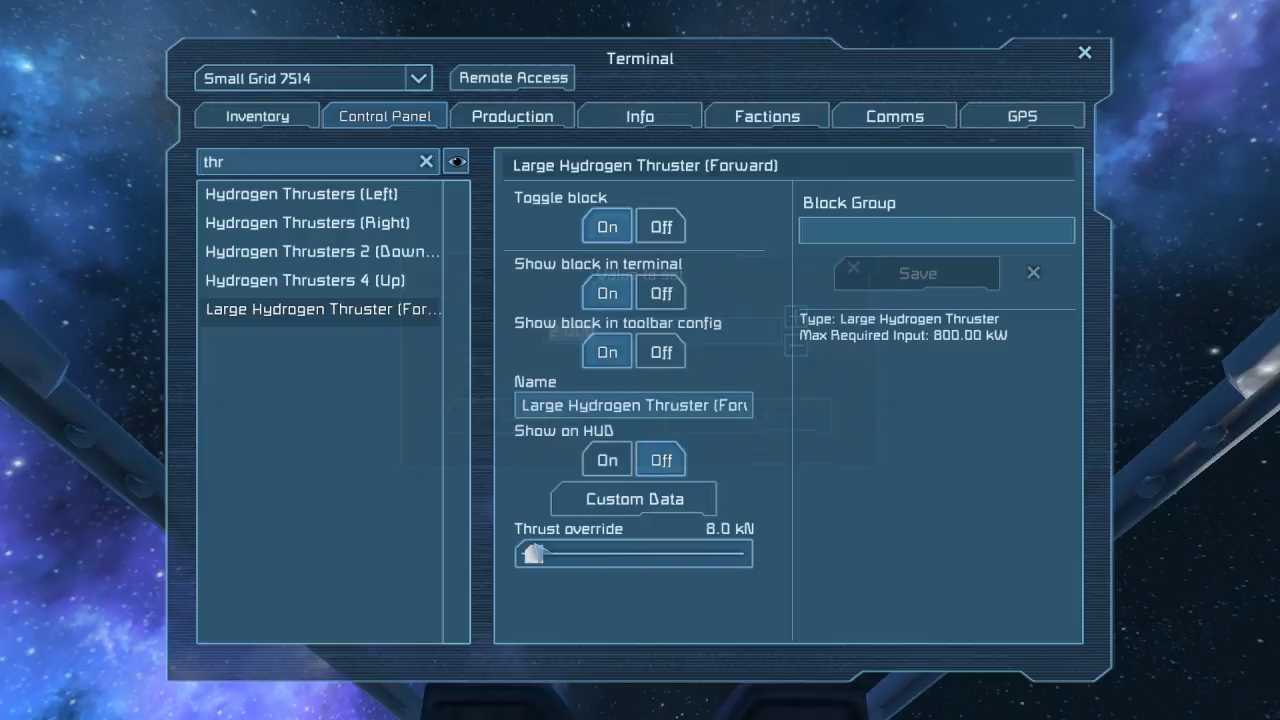 Terminal
Small Grid 7514
Remote Access
Inventory
Control Panel
Production
Info
Factions
Comms
GPS
thr
Hydrogen Thrusters (Left)
Hydrogen Thrusters (Right)
Hydrogen Thrusters 2 (Down...
Hydrogen Thrusters 4 (Up)
Large Hydrogen Thruster (For...
Large Hydrogen Thruster (Forward)
Toggle block
On Off
Show block in terminal
On Off
Show block in toolbar config
On Off
Name
Large Hydrogen Thruster (For
Show on HUD
On Off
Custom Data
Thrust override 8.0 kN
Block Group
Save
Type: Large Hydrogen Thruster
Max Required Input: 800.00 kW